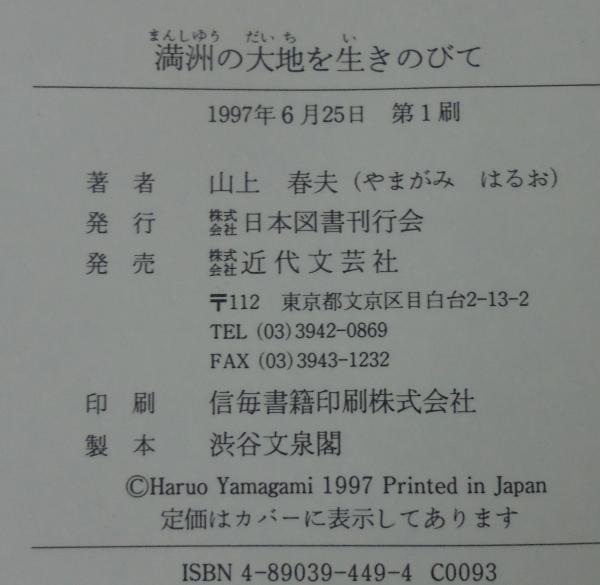 まんしゆう だいち い
満洲の大地を生きのびて
1997年6月25日 第1刷
著者 山上 春夫(やまがみ はるお)
発行 株式会社日本図書刊行会
発売 株式会社近代文芸社
〒112 東京都文京区目白台2-13-2
TEL (03)3942-0869
FAX (03)3943-1232
印刷 信毎書籍印刷株式会社
製本 渋谷文泉閣
©Haruo Yamagami 1997 Printed in Japan
定価はカバーに表示してあります
ISBN 4-89039-449-4 C0093